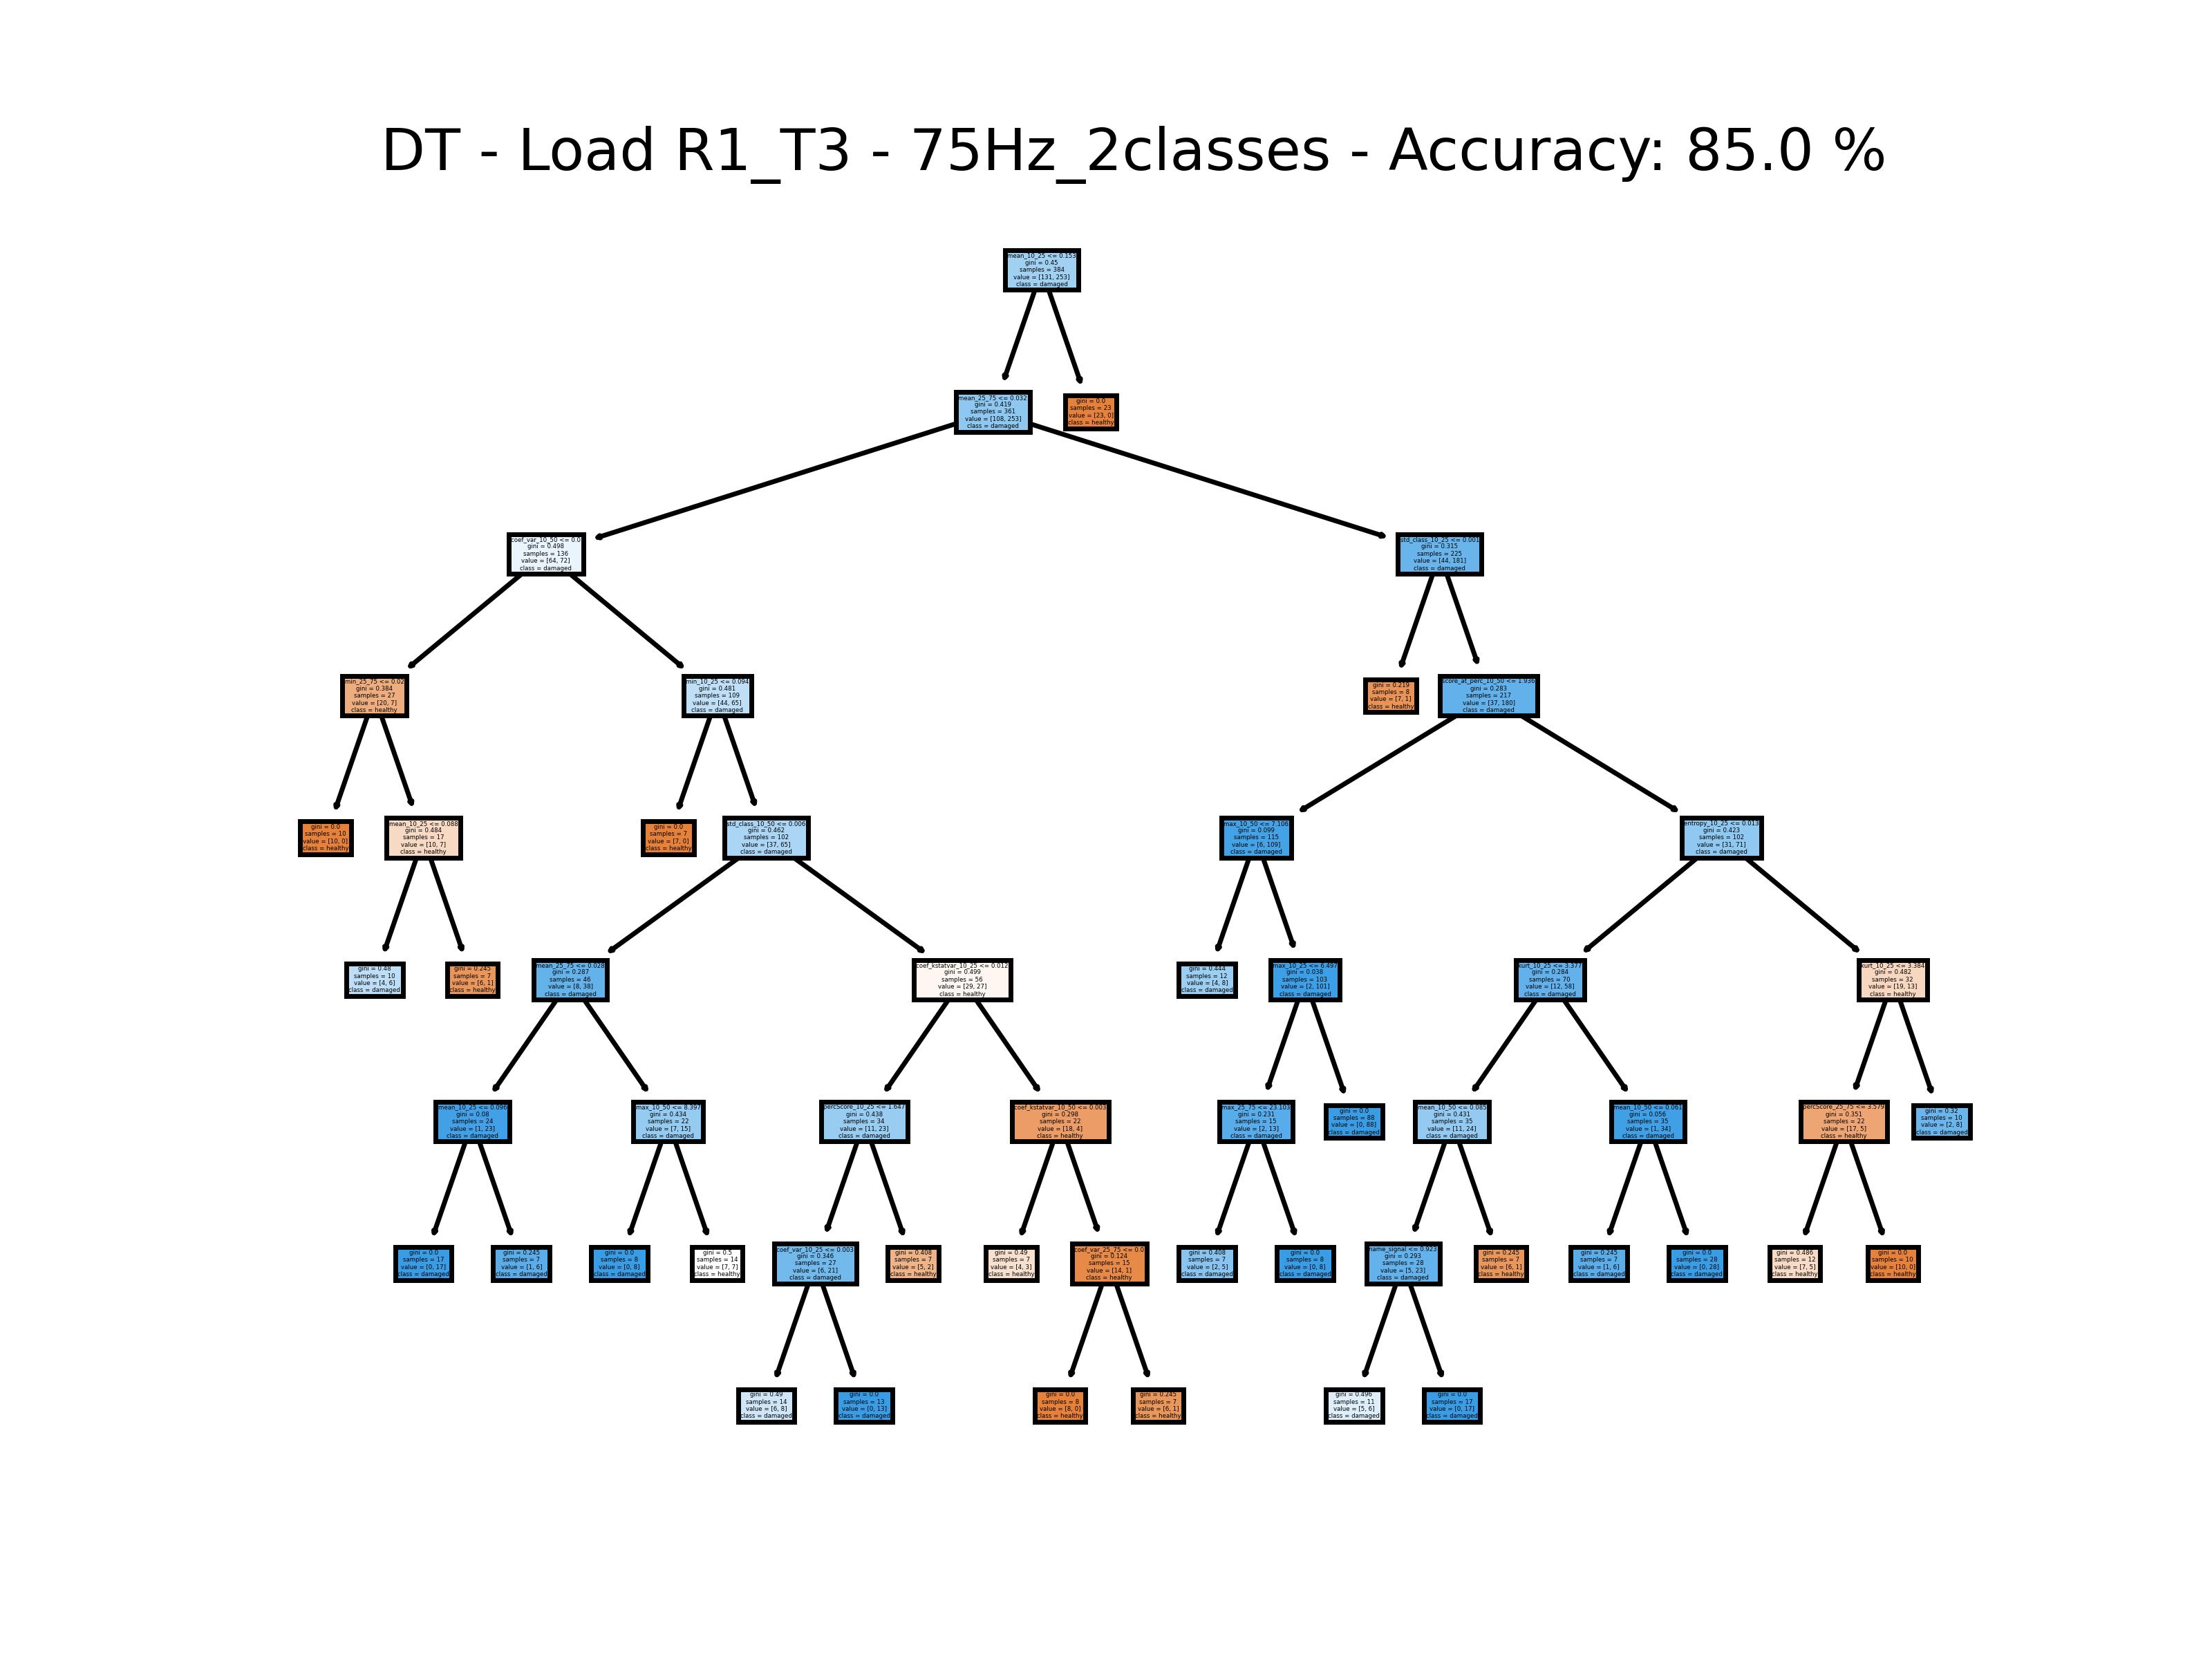 DT - Load R1_T3 - 75Hz_2classes - Accuracy: 85.0 %
mean_10_25 <= 0.153
gini = 0.45
samples = 384
value = [131, 253]
class = damaged
mean_25_75 <= 0.032
gini = 0.419
samples = 361
value = [108, 253]
class = damaged
gini = 0.0
samples = 23
value = [23, 0]
class = healthy
coef_var_10_50 <= 0.0
gini = 0.498
samples = 136
value = [64, 72]
class = damaged
std_class_10_25 <= 0.001
gini = 0.315
samples = 225
value = [44, 181]
class = damaged
min_25_75 <= 0.02
gini = 0.384
samples = 27
value = [20, 7]
class = healthy
min_10_25 <= 0.094
gini = 0.481
samples = 109
value = [44, 65]
class = damaged
gini = 0.219
samples = 8
value = [7, 1]
class = healthy
score_at_perc_10_50 <= 1.936
gini = 0.283
samples = 217
value = [37, 180]
class = damaged
gini = 0.0
samples = 10
value = [10, 0]
class = healthy
mean_10_25 <= 0.088
gini = 0.484
samples = 17
value = [10, 7]
class = healthy
gini = 0.0
samples = 7
value = [7, 0]
class = healthy
std_class_10_50 <= 0.006
gini = 0.462
samples = 102
value = [37, 65]
class = damaged
max_10_50 <= 7.106
gini = 0.099
samples = 115
value = [6, 109]
class = damaged
entropy_10_25 <= 0.013
gini = 0.423
samples = 102
value = [31, 71]
class = damaged
gini = 0.48
samples = 10
value = [4, 6]
class = damaged
gini = 0.245
samples = 7
value = [6, 1]
class = healthy
mean_25_75 <= 0.028
gini = 0.287
samples = 46
value = [8, 38]
class = damaged
coef_kstatvar_10_25 <= 0.012
gini = 0.499
samples = 56
value = [29, 27]
class = healthy
gini = 0.444
samples = 12
value = [4, 8]
class = damaged
max_10_25 <= 6.497
gini = 0.038
samples = 103
value = [2, 101]
class = damaged
kurt_10_25 <= 3.377
gini = 0.284
samples = 70
value = [12, 58]
class = damaged
kurt_10_25 <= 3.384
gini = 0.482
samples = 32
value = [19, 13]
class = healthy
mean_10_25 <= 0.096
gini = 0.08
samples = 24
value = [1, 23]
class = damaged
max_10_50 <= 8.397
gini = 0.434
samples = 22
value = [7, 15]
class = damaged
percScore_10_25 <= 1.647
gini = 0.438
samples = 34
value = [11, 23]
class = damaged
coef_kstatvar_10_50 <= 0.003
gini = 0.298
samples = 22
value = [18, 4]
class = healthy
max_25_75 <= 23.103
gini = 0.231
samples = 15
value = [2, 13]
class = damaged
gini = 0.0
samples = 88
value = [0, 88]
class = damaged
mean_10_50 <= 0.085
gini = 0.431
samples = 35
value = [11, 24]
class = damaged
mean_10_50 <= 0.061
gini = 0.056
samples = 35
value = [1, 34]
class = damaged
percScore_25_75 <= 3.579
gini = 0.351
samples = 22
value = [17, 5]
class = healthy
gini = 0.32
samples = 10
value = [2, 8]
class = damaged
gini = 0.0
samples = 17
value = [0, 17]
class = damaged
gini = 0.245
samples = 7
value = [1, 6]
class = damaged
gini = 0.0
samples = 8
value = [0, 8]
class = damaged
gini = 0.5
samples = 14
value = [7, 7]
class = healthy
coef_var_10_25 <= 0.003
gini = 0.346
samples = 27
value = [6, 21]
class = damaged
gini = 0.408
samples = 7
value = [5, 2]
class = healthy
gini = 0.49
samples = 7
value = [4, 3]
class = healthy
coef_var_25_75 <= 0.0
gini = 0.124
samples = 15
value = [14, 1]
class = healthy
gini = 0.408
samples = 7
value = [2, 5]
class = damaged
gini = 0.0
samples = 8
value = [0, 8]
class = damaged
name_signal <= 0.923
gini = 0.293
samples = 28
value = [5, 23]
class = damaged
gini = 0.245
samples = 7
value = [6, 1]
class = healthy
gini = 0.245
samples = 7
value = [1, 6]
class = damaged
gini = 0.0
samples = 28
value = [0, 28]
class = damaged
gini = 0.486
samples = 12
value = [7, 5]
class = healthy
gini = 0.0
samples = 10
value = [10, 0]
class = healthy
gini = 0.49
samples = 14
value = [6, 8]
class = damaged
gini = 0.0
samples = 13
value = [0, 13]
class = damaged
gini = 0.0
samples = 8
value = [8, 0]
class = healthy
gini = 0.245
samples = 7
value = [6, 1]
class = healthy
gini = 0.496
samples = 11
value = [5, 6]
class = damaged
gini = 0.0
samples = 17
value = [0, 17]
class = damaged